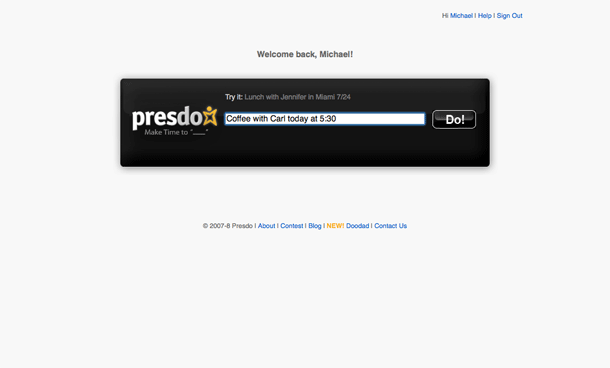 Hi Michael | Help | Sign Out
Welcome back, Michael!
Try it: Lunch with Jennifer in Miami 7/24
presdo
Coffee with Carl today at 5:30
Do!
Make Time to "____"
© 2007-8 Presdo | About | Contest | Blog | NEW! Doodad | Contact Us